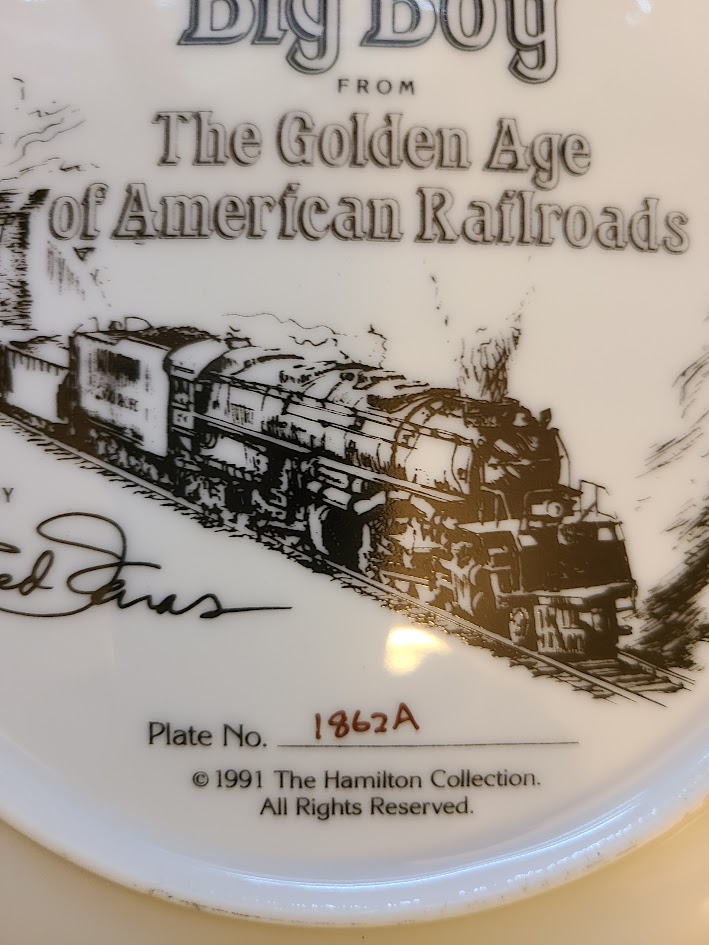 Big Boy
FROM
The Golden Age
of American Railroads
Plate No. 1862A
© 1991 The Hamilton Collection.
All Rights Reserved.